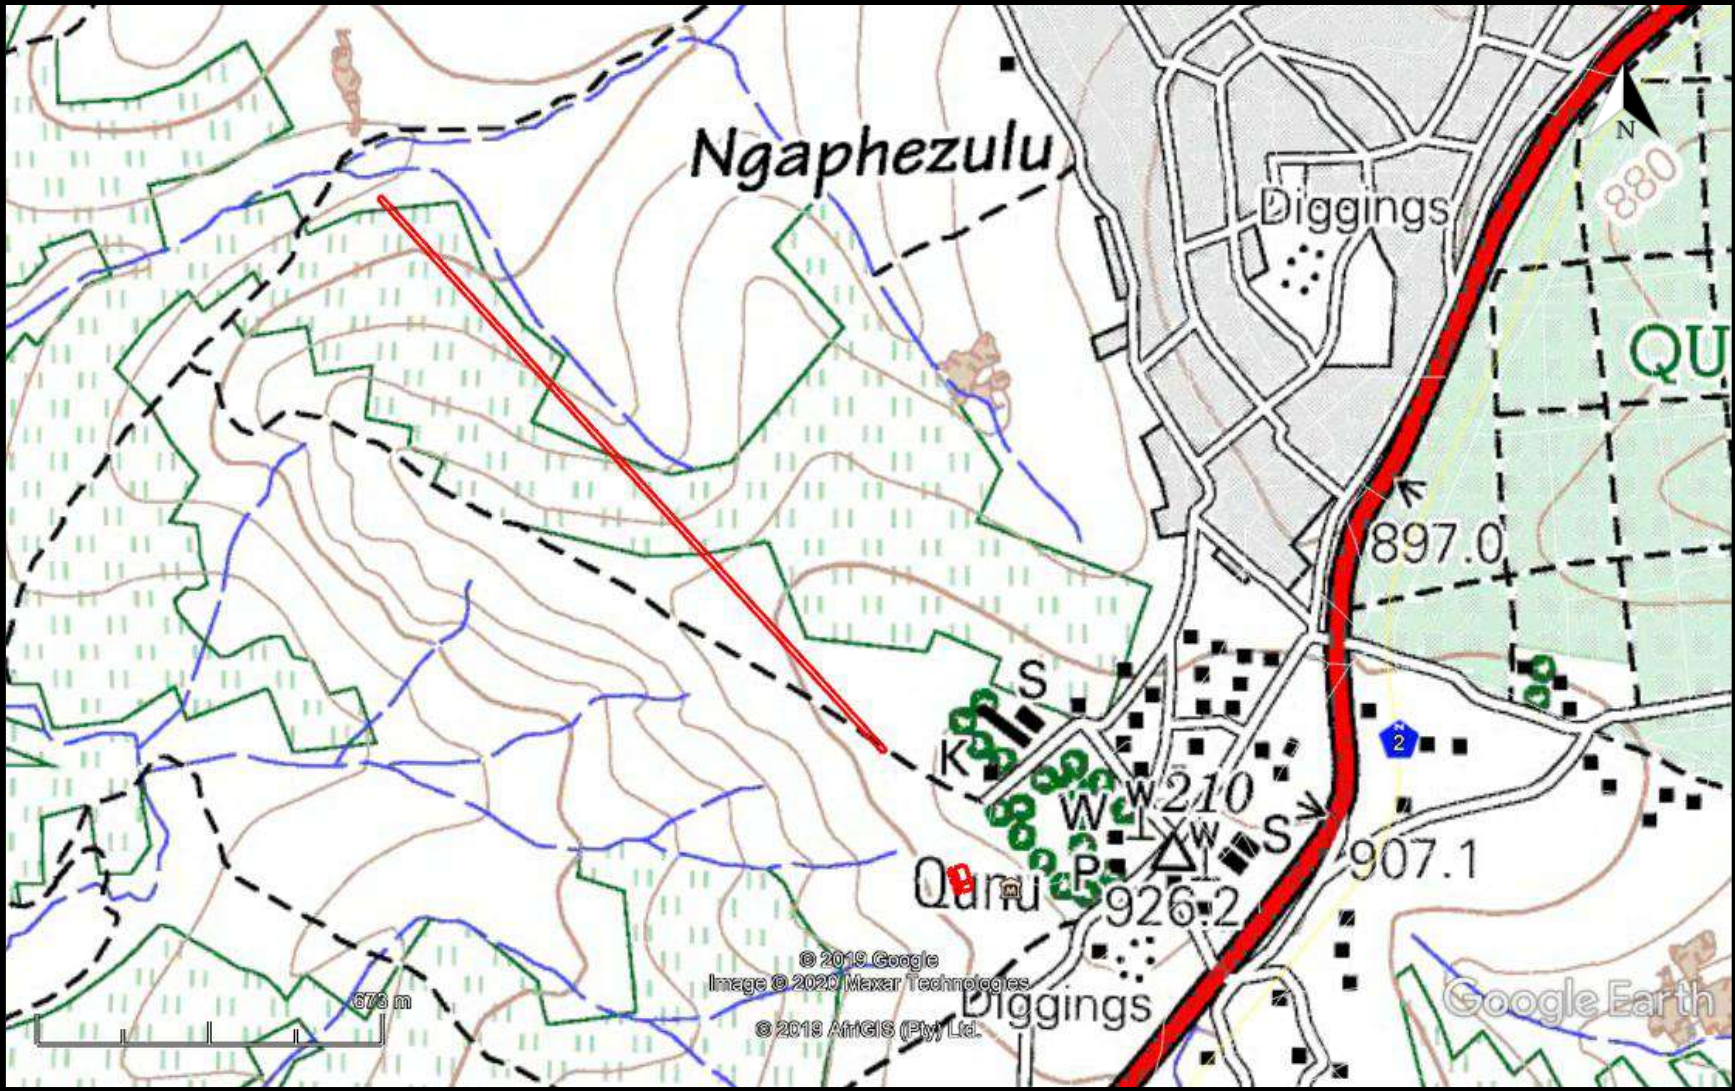 N
Ngaphezulu
880
Diggings
QU
897.0
S
2
K
W
W
210
W
S
P
907.1
Qunu
926.2
© 2019 Google
Image © 2020 Maxar Technologies
Diggings
Google Earth
673 m
© 2019 AfriGIS (Pty) Ltd.